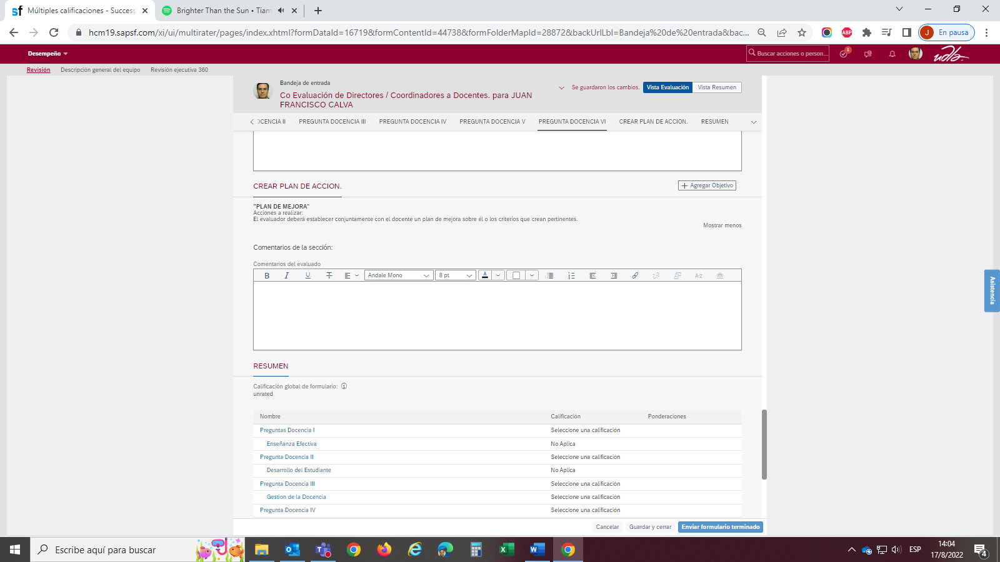 Múltiples calificaciones - Success
Brighter Than the Sun • Tiam
hcm19.sapsf.com/xi/ui/multirater/pages/index.xhtml?formDataId=16719&formContentId=44738&formFolderMapId=28872&backUrlLbl=Bandeja%20de%20entrada&bac...
ABP
J En pausa
Desempeño
Buscar acciones o person...
1
udla
Revisión Descripción general del equipo Revisión ejecutiva 360
Bandeja de entrada
Co Evaluación de Directores / Coordinadores a Docentes. para JUAN
FRANCISCO CALVA
Se guardaron los cambios. Vista Evaluación Vista Resumen
OCENCIA II PREGUNTA DOCENCIA III PREGUNTA DOCENCIA IV PREGUNTA DOCENCIA V PREGUNTA DOCENCIA VI CREAR PLAN DE ACCION. RESUMEN
CREAR PLAN DE ACCION.
Agregar Objetivo
"PLAN DE MEJORA"
Acciones a realizar:
El evaluador deberá establecer conjuntamente con el docente un plan de mejora sobre él o los criterios que crean pertinentes.
Mostrar menos
Comentarios de la sección:
Comentarios del evaluado
B I U T Andale Mono 8 pt A A-Z
RESUMEN
Calificación global de formulario:
unrated
Nombre Calificación Ponderaciones
Preguntas Docencia I Seleccione una calificación
Enseñanza Efectiva No Aplica
Pregunta Docencia II Seleccione una calificación
Desarrollo del Estudiante No Aplica
Pregunta Docencia III Seleccione una calificación
Gestion de la Docencia Seleccione una calificación
Pregunta Docencia IV Seleccione una calificación
Cancelar Guardar y cerrar Enviar formulario terminado
Asistencia
Escribe aquí para buscar
ESP
14:04
17/8/2022
4